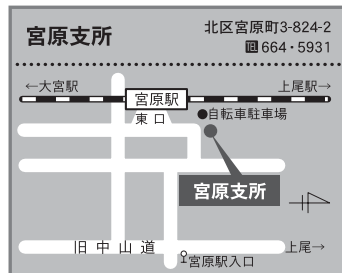 宮原支所
北区宮原町3-824-2
℡664・5931
←大宮駅
上尾駅→
宮原駅
東口
●自転車駐車場
宮原支所
旧中山道
上尾→
宮原駅入口